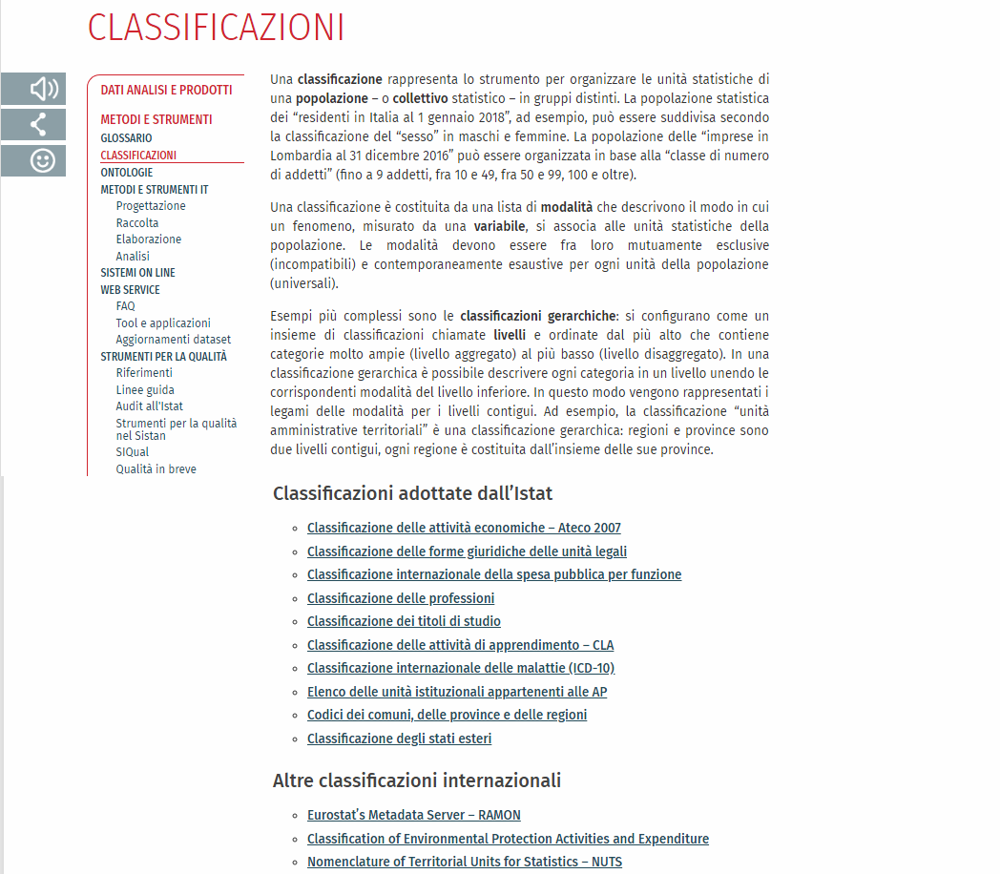 CLASSIFICAZIONI
DATI ANALISI E PRODOTTI
METODI E STRUMENTI
GLOSSARIO
CLASSIFICAZIONI
ONTOLOGIE
METODI E STRUMENTI IT
Progettazione
Raccolta
Elaborazione
Analisi
SISTEMI ON LINE
WEB SERVICE
FAQ
Tool e applicazioni
Aggiornamenti dataset
STRUMENTI PER LA QUALITÀ
Riferimenti
Linee guida
Audit all'Istat
Strumenti per la qualità
nel Sistan
SIQual
Qualità in breve
Una classificazione rappresenta lo strumento per organizzare le unità statistiche di
una popolazione – o collettivo statistico – in gruppi distinti. La popolazione statistica
dei “residenti in Italia al 1 gennaio 2018”, ad esempio, può essere suddivisa secondo
la classificazione del “sesso” in maschi e femmine. La popolazione delle “imprese in
Lombardia al 31 dicembre 2016” può essere organizzata in base alla “classe di numero
di addetti” (fino a 9 addetti, fra 10 e 49, fra 50 e 99, 100 e oltre).
Una classificazione è costituita da una lista di modalità che descrivono il modo in cui
un fenomeno, misurato da una variabile, si associa alle unità statistiche della
popolazione. Le modalità devono essere fra loro mutuamente esclusive
(incompatibili) e contemporaneamente esaustive per ogni unità della popolazione
(universali).
Esempi più complessi sono le classificazioni gerarchiche: si configurano come un
insieme di classificazioni chiamate livelli e ordinate dal più alto che contiene
categorie molto ampie (livello aggregato) al più basso (livello disaggregato). In una
classificazione gerarchica è possibile descrivere ogni categoria in un livello unendo le
corrispondenti modalità del livello inferiore. In questo modo vengono rappresentati i
legami delle modalità per i livelli contigui. Ad esempio, la classificazione “unità
amministrative territoriali” è una classificazione gerarchica: regioni e province sono
due livelli contigui, ogni regione è costituita dall’insieme delle sue province.
Classificazioni adottate dall’Istat
Classificazione delle attività economiche – Ateco 2007
Classificazione delle forme giuridiche delle unità legali
Classificazione internazionale della spesa pubblica per funzione
Classificazione delle professioni
Classificazione dei titoli di studio
Classificazione delle attività di apprendimento – CLA
Classificazione internazionale delle malattie (ICD-10)
Elenco delle unità istituzionali appartenenti alle AP
Codici dei comuni, delle province e delle regioni
Classificazione degli stati esteri
Altre classificazioni internazionali
Eurostat’s Metadata Server – RAMON
Classification of Environmental Protection Activities and Expenditure
Nomenclature of Territorial Units for Statistics – NUTS